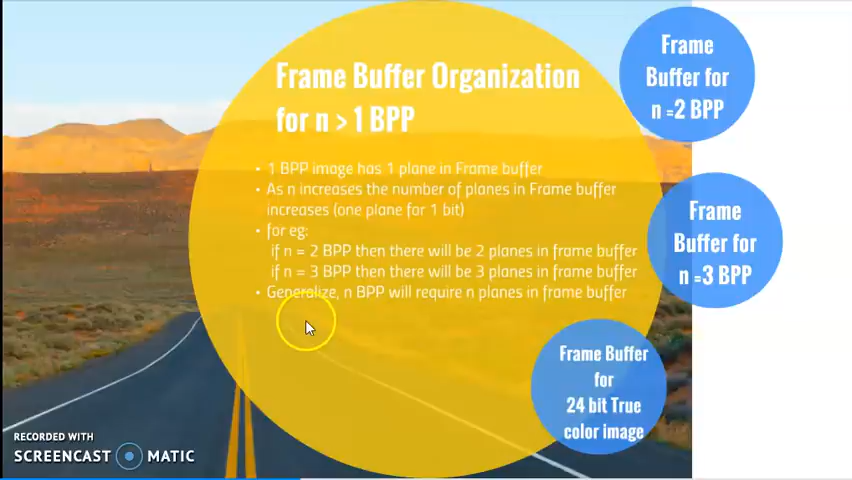 Frame Buffer Organization
for n > 1 BPP
• 1 BPP image has 1 plane in Frame buffer
• As n increases the number of planes in Frame buffer
increases (one plane for 1 bit)
• for eg:
if n = 2 BPP then there will be 2 planes in frame buffer
if n = 3 BPP then there will be 3 planes in frame buffer
• Generalize, n BPP will require n planes in frame buffer
Frame
Buffer for
n =2 BPP
Frame
Buffer for
n =3 BPP
Frame Buffer
for
24 bit True
color image
RECORDED WITH
SCREENCAST MATIC